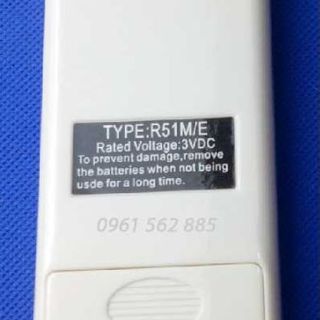 TYPE:R51M/E
Rated Voltage:3VDC
To prevent damage,remove
the batteries when not being
usde for a long time.
0961 562 885